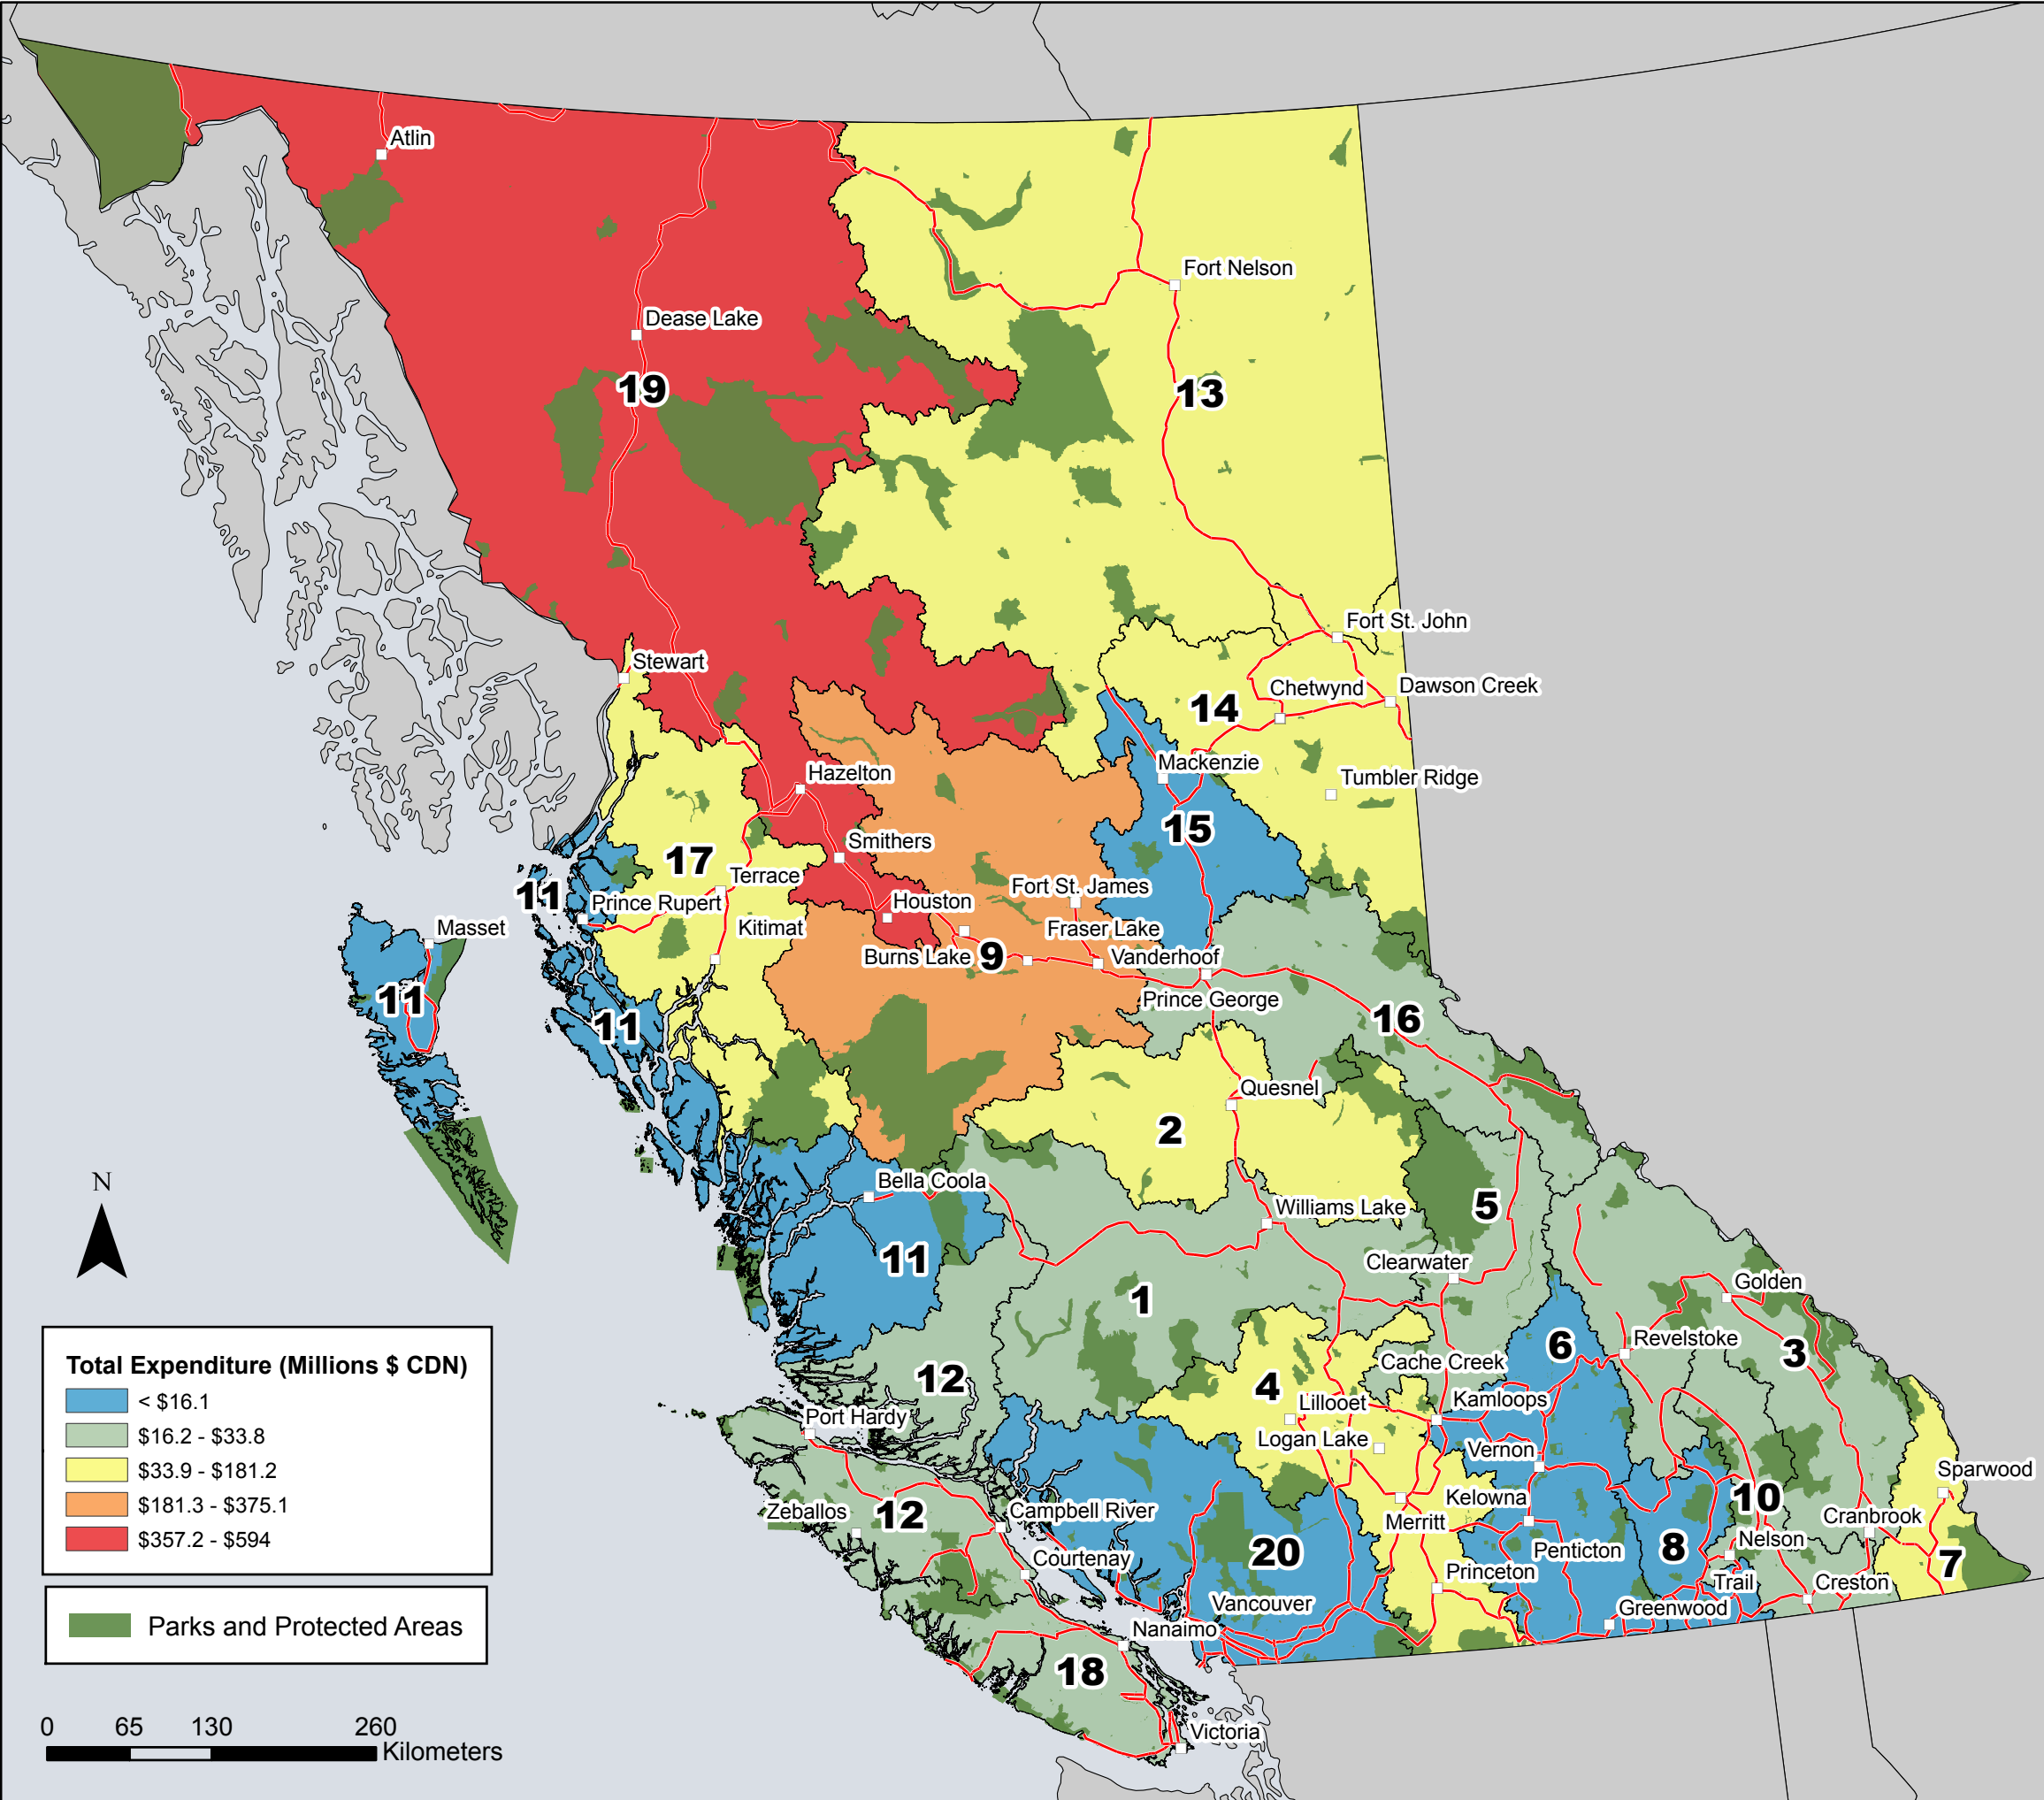 Atlin
Fort Nelson
Dease Lake
19
13
Fort St. John
Stewart
Chetwynd
Dawson Creek
14
Mackenzie
Hazelton
Tumbler Ridge
15
Smithers
17
Terrace
Fort St. James
11
Prince Rupert
Houston
Masset
Kitimat
Fraser Lake
Burns Lake
9
Vanderhoof
11
Prince George
11
16
Quesnel
2
N
Bella Coola
Williams Lake
5
11
Clearwater
Golden
1
Revelstoke
6
3
Cache Creek
12
4
Lillooet
Kamloops
Port Hardy
Logan Lake
Vernon
Sparwood
Kelowna
10
Zeballos
12
Campbell River
Merritt
Cranbrook
Nelson
20
Penticton
8
Courtenay
7
Princeton
Trail
Creston
Vancouver
Greenwood
Nanaimo
18
Victoria
Total Expenditure (Millions $ CDN)
< $16.1
$16.2 - $33.8
$33.9 - $181.2
$181.3 - $375.1
$357.2 - $594
Parks and Protected Areas
0 65 130 260
Kilometers